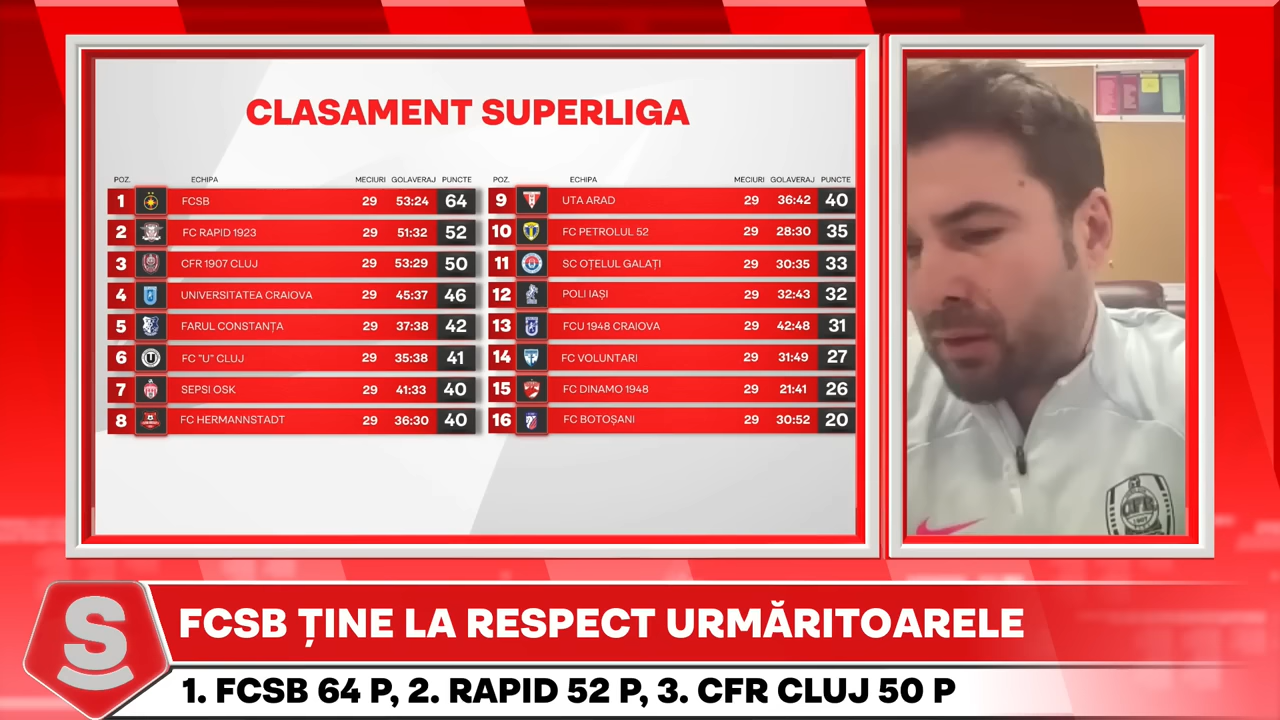 CLASAMENT SUPERLIGA
POZ. ECHIPA MECIURI GOLAVERAJ PUNCTE
1 FCSB 29 53:24 64
2 FC RAPID 1923 29 51:32 52
3 CFR 1907 CLUJ 29 53:29 50
4 UNIVERSITATEA CRAIOVA 29 45:37 46
5 FARUL CONSTANȚA 29 37:38 42
6 FC "U" CLUJ 29 35:38 41
7 SEPSI OSK 29 41:33 40
8 FC HERMANNSTADT 29 36:30 40
POZ. ECHIPA MECIURI GOLAVERAJ PUNCTE
9 UTA ARAD 29 36:42 40
10 FC PETROLUL 52 29 28:30 35
11 SC OȚELUL GALAȚI 29 30:35 33
12 POLI IAȘI 29 32:43 32
13 FCU 1948 CRAIOVA 29 42:48 31
14 FC VOLUNTARI 29 31:49 27
15 FC DINAMO 1948 29 21:41 26
16 FC BOTOȘANI 29 30:52 20
CFR
1907
S
FCSB ȚINE LA RESPECT URMĂRITOARELE
1. FCSB 64 P, 2. RAPID 52 P, 3. CFR CLUJ 50 P